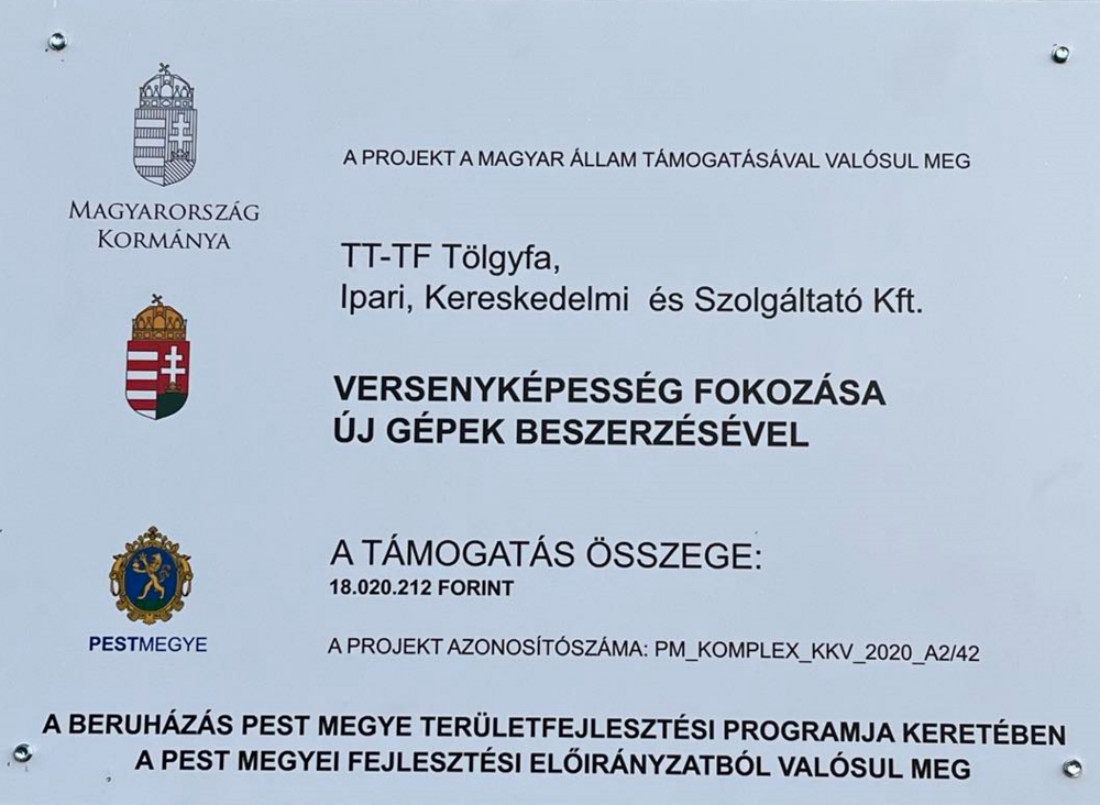 MAGYARORSZÁG
KORMÁNYA
A PROJEKT A MAGYAR ÁLLAM TÁMOGATÁSÁVAL VALÓSUL MEG
TT-TF Tölgyfa,
Ipari, Kereskedelmi és Szolgáltató Kft.
VERSENYKÉPESSÉG FOKOZÁSA
ÚJ GÉPEK BESZERZÉSÉVEL
A TÁMOGATÁS ÖSSZEGE:
18.020.212 FORINT
PESTMEGYE
A PROJEKT AZONOSÍTÓSZÁMA: PM_KOMPLEX_KKV_2020_A2/42
A BERUHÁZÁS PEST MEGYE TERÜLETFEJLESZTÉSI PROGRAMJA KERETÉBEN
A PEST MEGYEI FEJLESZTÉSI ELŐIRÁNYZATBÓL VALÓSUL MEG